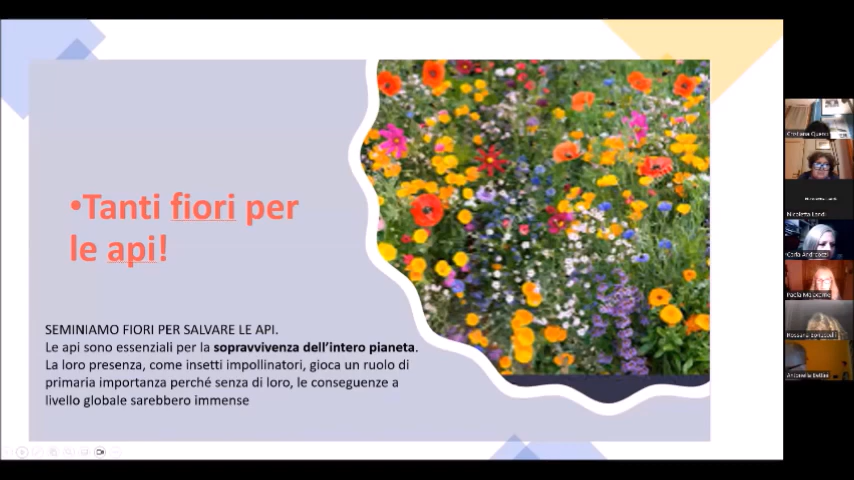 •Tanti fiori per
le api!
SEMINIAMO FIORI PER SALVARE LE API.
Le api sono essenziali per la sopravvivenza dell'intero pianeta.
La loro presenza, come insetti impollinatori, gioca un ruolo di
primaria importanza perché senza di loro, le conseguenze a
livello globale sarebbero immense
Nicoletta Landi